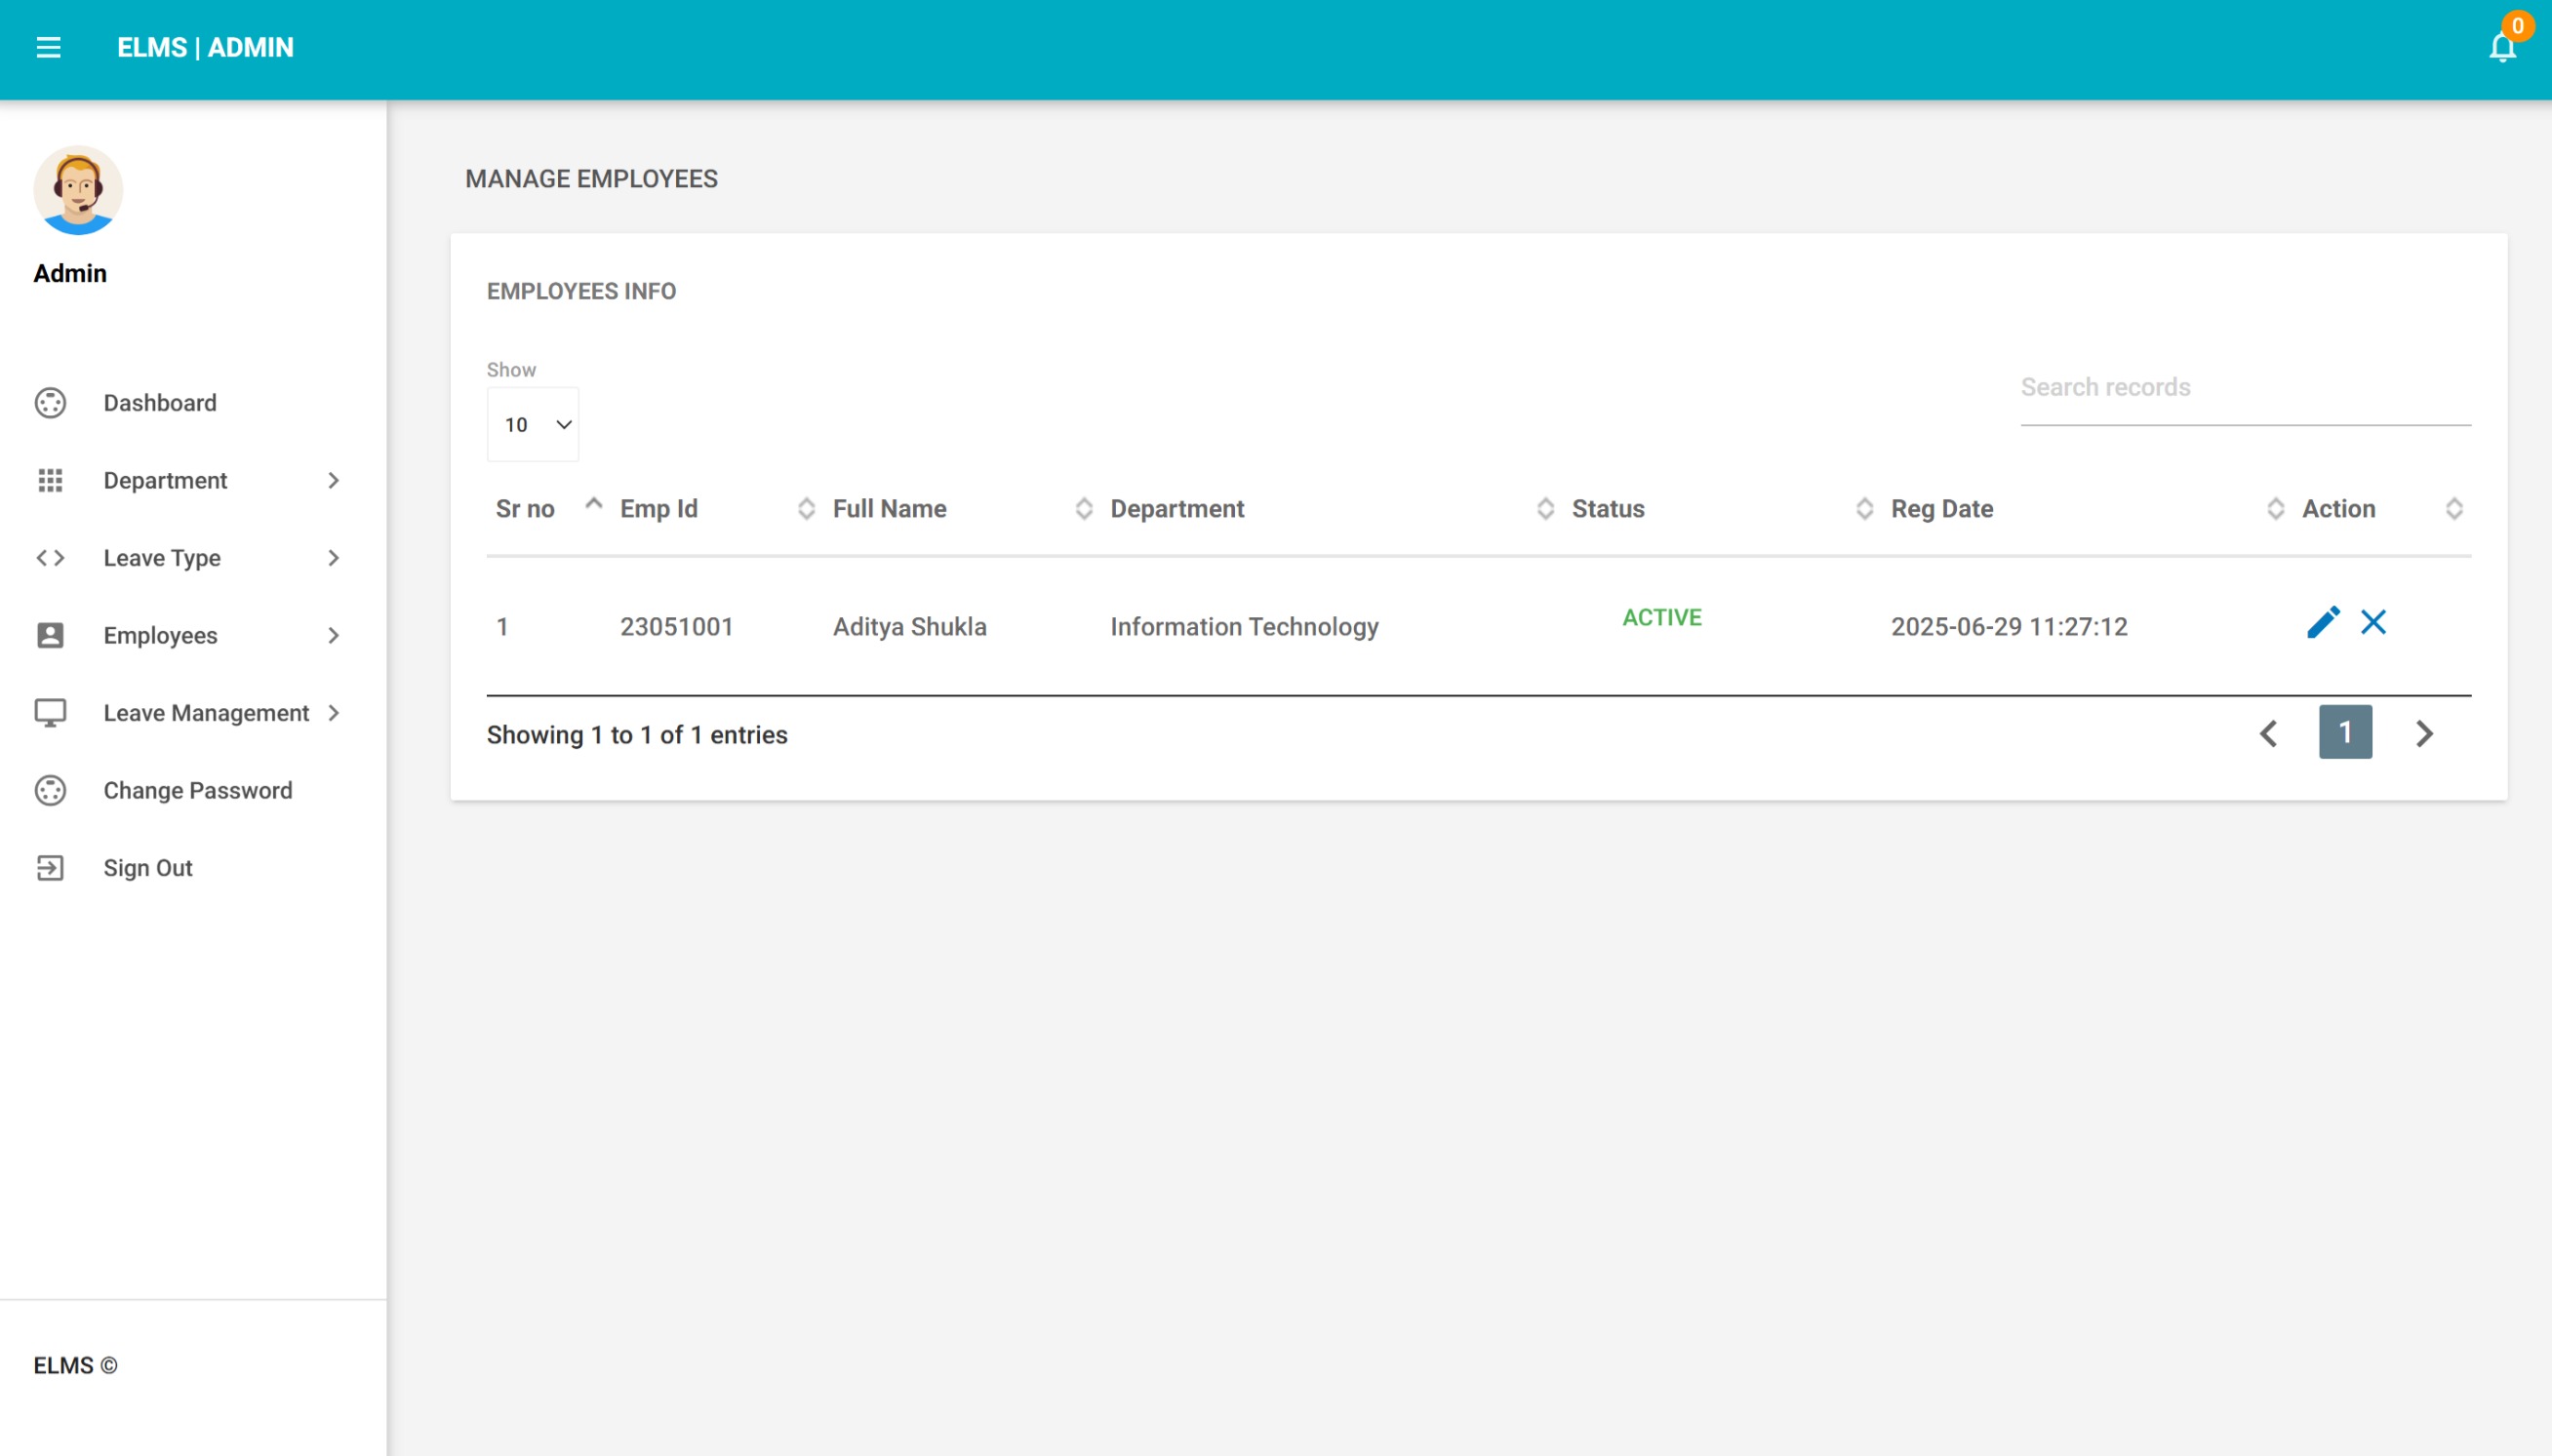 ELMS | ADMIN
0
Admin
Dashboard
Department
Leave Type
Employees
Leave Management
Change Password
Sign Out
ELMS ©
MANAGE EMPLOYEES
EMPLOYEES INFO
Show
10
Search records
Sr no Emp Id Full Name Department Status Reg Date Action
1 23051001 Aditya Shukla Information Technology ACTIVE 2025-06-29 11:27:12
Showing 1 to 1 of 1 entries
1